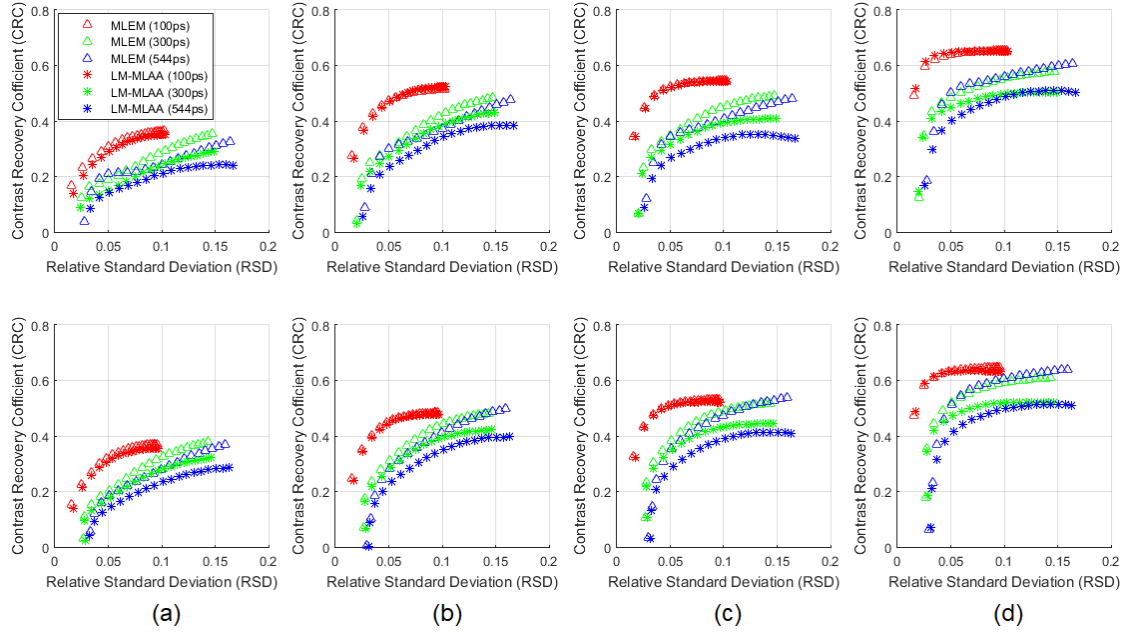 0.8
0.6
0.4
0.2
0
Contrast Recovery Cofficient (CRC)
MLEM (100ps)
MLEM (300ps)
MLEM (544ps)
LM-MLAA (100ps)
LM-MLAA (300ps)
LM-MLAA (544ps)
0 0.05 0.1 0.15 0.2
Relative Standard Deviation (RSD)
0.8
0.6
0.4
0.2
0
Contrast Recovery Cofficient (CRC)
0 0.05 0.1 0.15 0.2
Relative Standard Deviation (RSD)
0.8
0.6
0.4
0.2
0
Contrast Recovery Cofficient (CRC)
0 0.05 0.1 0.15 0.2
Relative Standard Deviation (RSD)
0.8
0.6
0.4
0.2
0
Contrast Recovery Cofficient (CRC)
0 0.05 0.1 0.15 0.2
Relative Standard Deviation (RSD)
0.8
0.6
0.4
0.2
0
Contrast Recovery Cofficient (CRC)
0 0.05 0.1 0.15 0.2
Relative Standard Deviation (RSD)
0.8
0.6
0.4
0.2
0
Contrast Recovery Cofficient (CRC)
0 0.05 0.1 0.15 0.2
Relative Standard Deviation (RSD)
0.8
0.6
0.4
0.2
0
Contrast Recovery Cofficient (CRC)
0 0.05 0.1 0.15 0.2
Relative Standard Deviation (RSD)
0.8
0.6
0.4
0.2
0
Contrast Recovery Cofficient (CRC)
0 0.05 0.1 0.15 0.2
Relative Standard Deviation (RSD)
(a) (b) (c) (d)